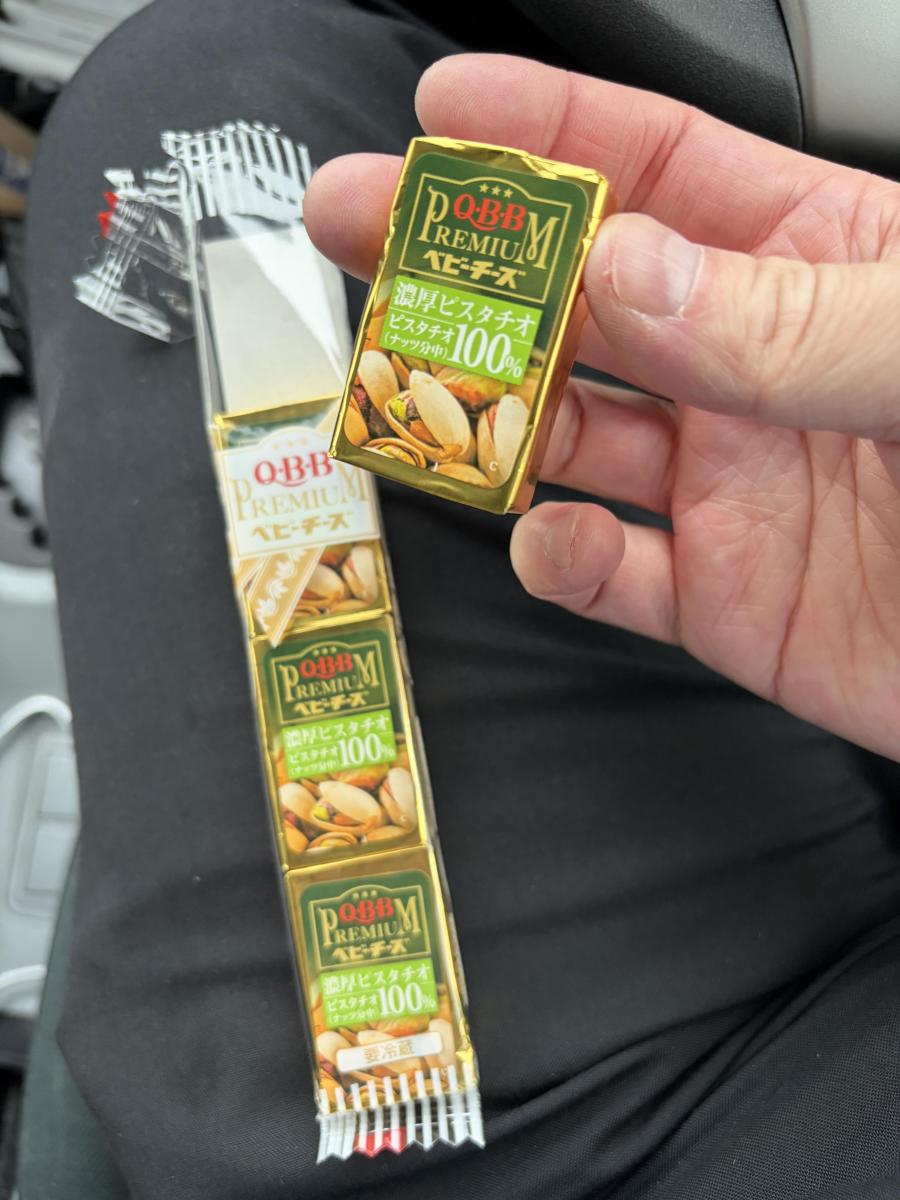 Q・B・B
PREMIUM
ベビーチーズ
濃厚ピスタチオ
ピスタチオ
(ナッツ分中)
100%
C
Q・B・B
PREMIUM
ベビーチーズ
Q・B・B
PREMIUM
ベビーチーズ
濃厚ピスタチオ
ピスタチオ
(ナッツ分中)
100%
Q・B・B
PREMIUM
ベビーチーズ
濃厚ピスタチオ
ピスタチオ
(ナッツ分中)
100%
要冷蔵